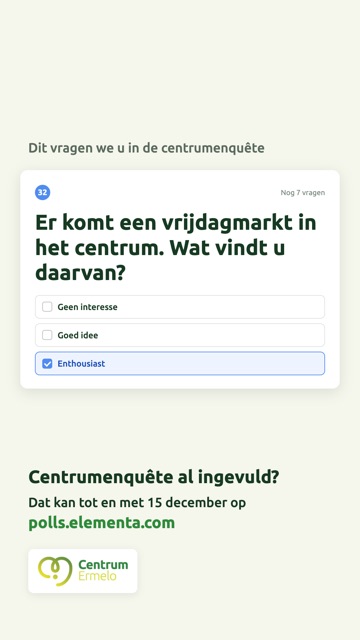 Dit vragen we u in de centrumenquête
32
Nog 7 vragen
Er komt een vrijdagmarkt in
het centrum. Wat vindt u
daarvan?
Geen interesse
Goed idee
Enthousiast
Centrumenquête al ingevuld?
Dat kan tot en met 15 december op
polls.elementa.com
Centrum
Ermelo